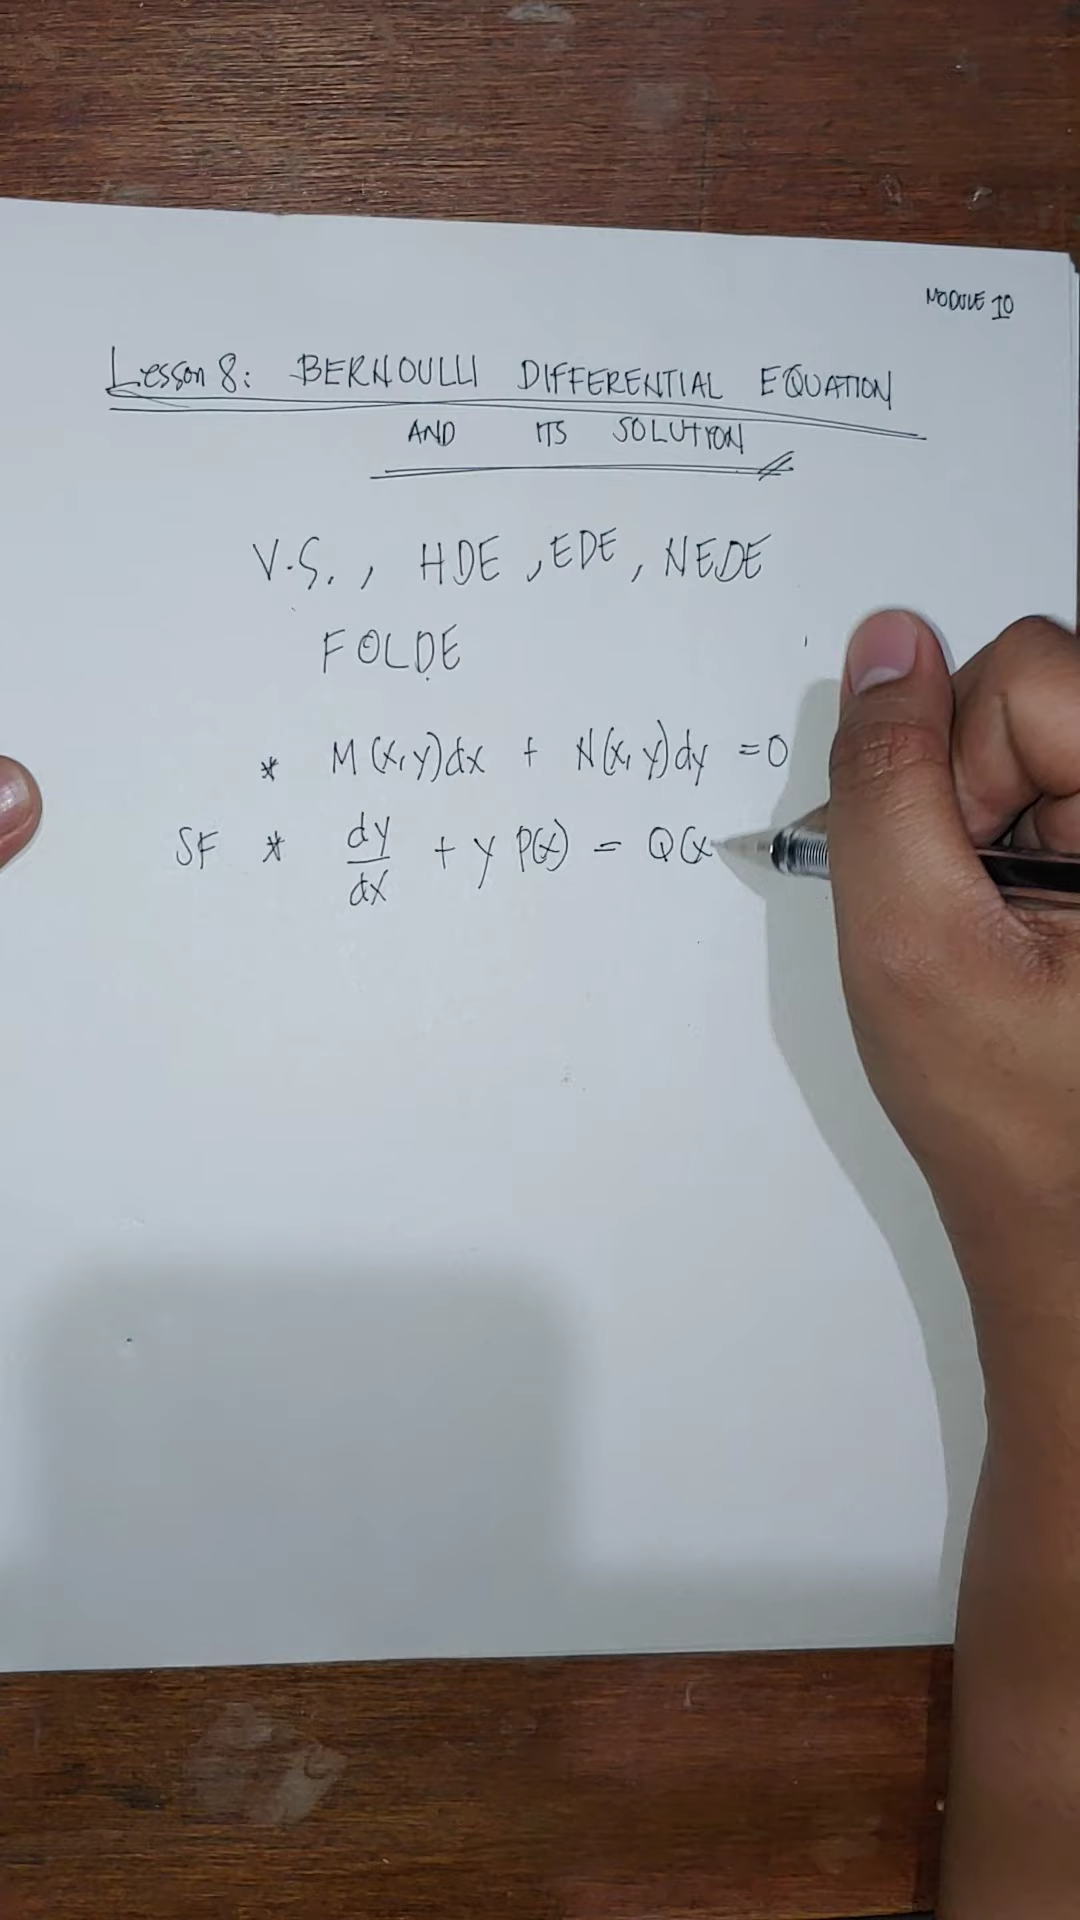 MODULE 10
Lesson 8: BERNOULLI DIFFERENTIAL EQUATION
AND ITS SOLUTION
V.S., HDE, EDE, NEDE
FOLDE
* M(x,y)dx + N(x,y)dy = 0
SF * dy/dx + y P(x) = Q(x